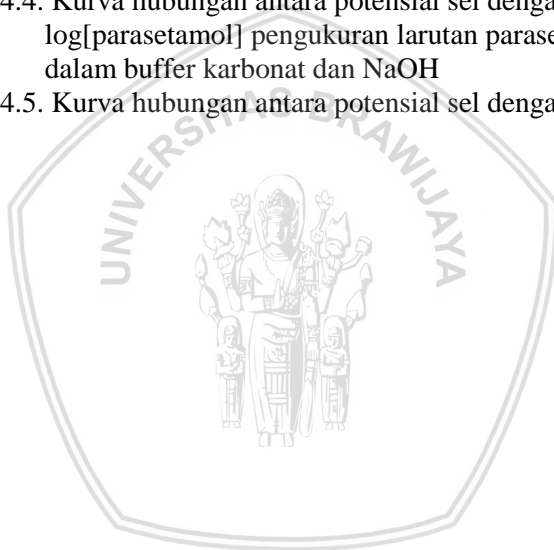 4.4. Kurva hubungan antara potensial sel denga
log[parasetamol] pengukuran larutan parase
dalam buffer karbonat dan NaOH
4.5. Kurva hubungan antara potensial sel denga
UNIVERSITAS BRAWIJAYA